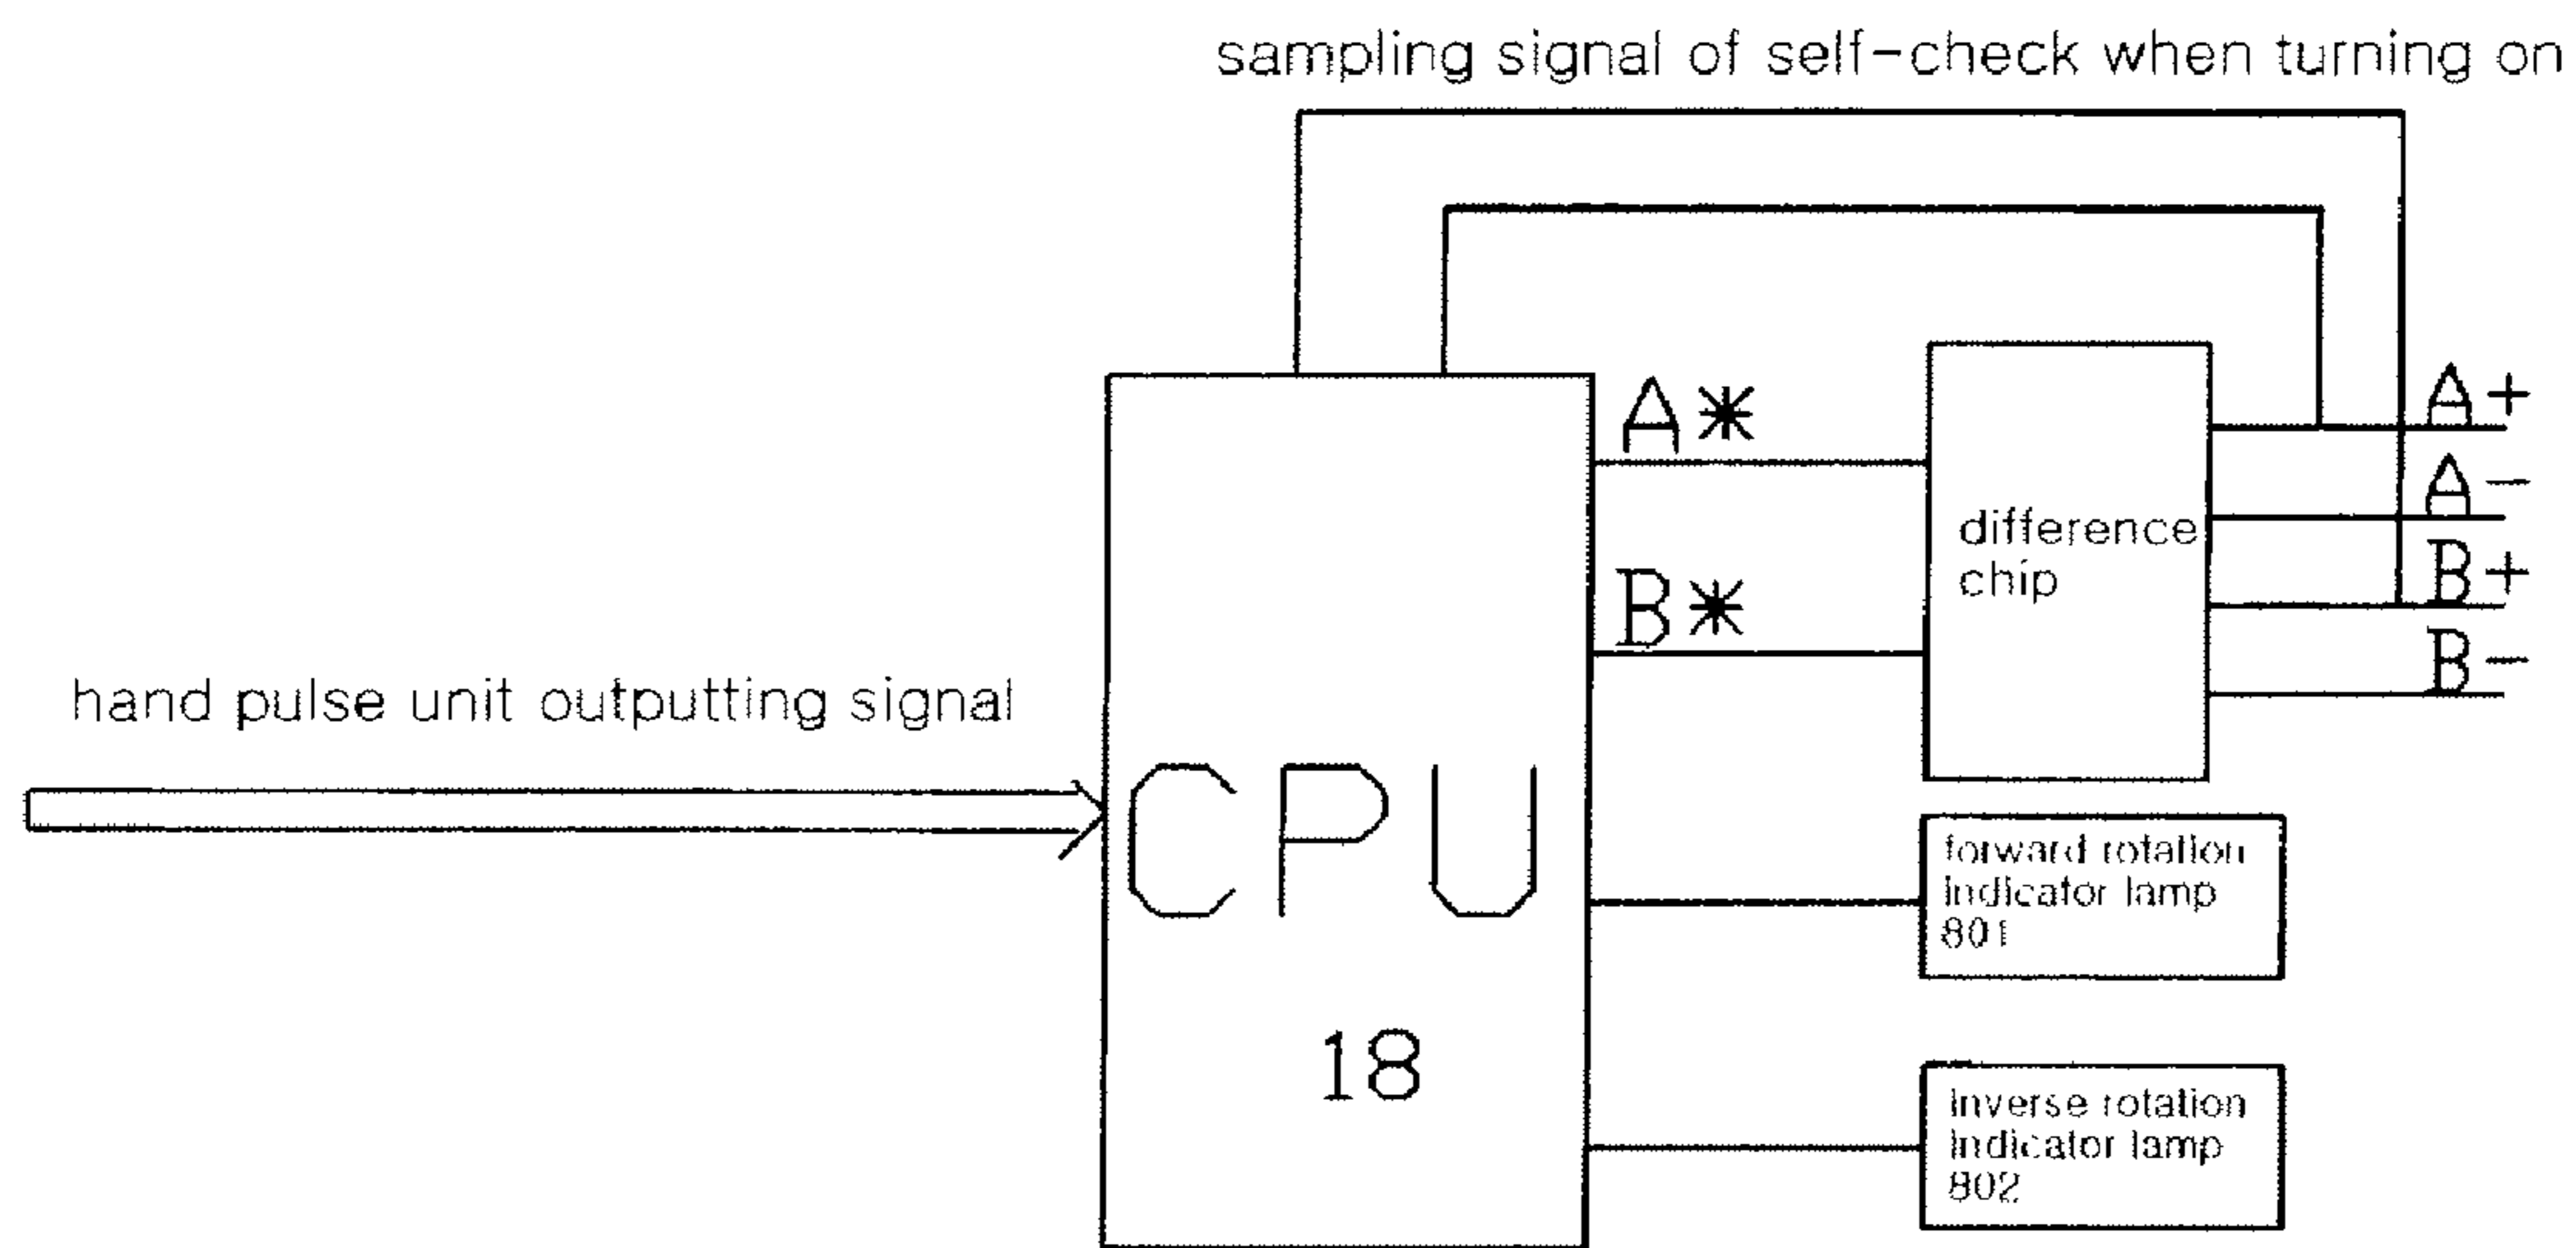 sampling signal of self-check when turning on
A*
A+
A-
difference
chip
B*
B+
B-
hand pulse unit outputting signal
CPU
18
forward rotation
indicator lamp
801
inverse rotation
indicator lamp
802